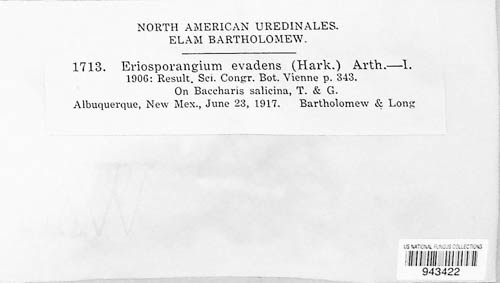 NORTH AMERICAN UREDINALES.
ELAM BARTHOLOMEW.
1713. Eriosporangium evadens (Hark.) Arth.—I.
1906: Result. Sci. Congr. Bot. Vienne p. 343.
On Baccharis salicina, T. & G.
Albuquerque, New Mex., June 23, 1917. Bartholomew & Long
US NATIONAL FUNGUS COLLECTIONS
943422